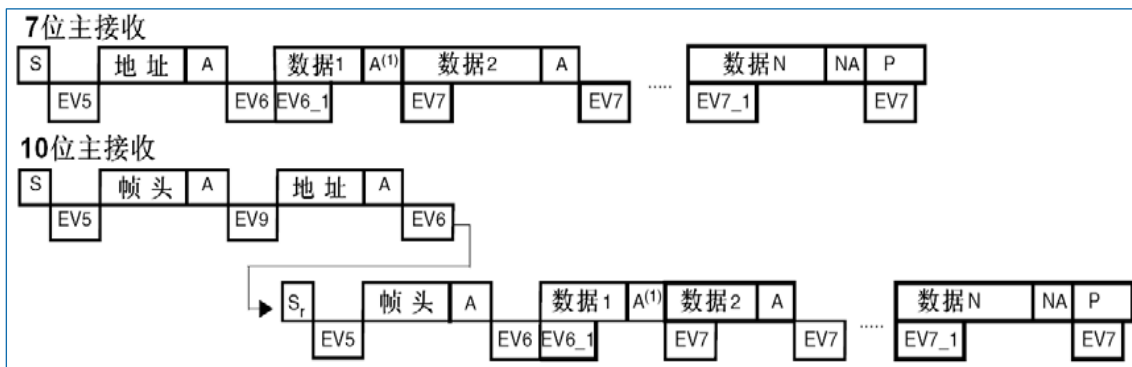 7位主接收
S 地址 A 数据1 A(1) 数据2 A ..... 数据N NA P
EV5 EV6 EV6_1 EV7 EV7 EV7_1 EV7
10位主接收
S 帧头 A 地址 A
EV5 EV9 EV6
Sr 帧头 A 数据1 A(1) 数据2 A ..... 数据N NA P
EV5 EV6 EV6_1 EV7 EV7 EV7_1 EV7